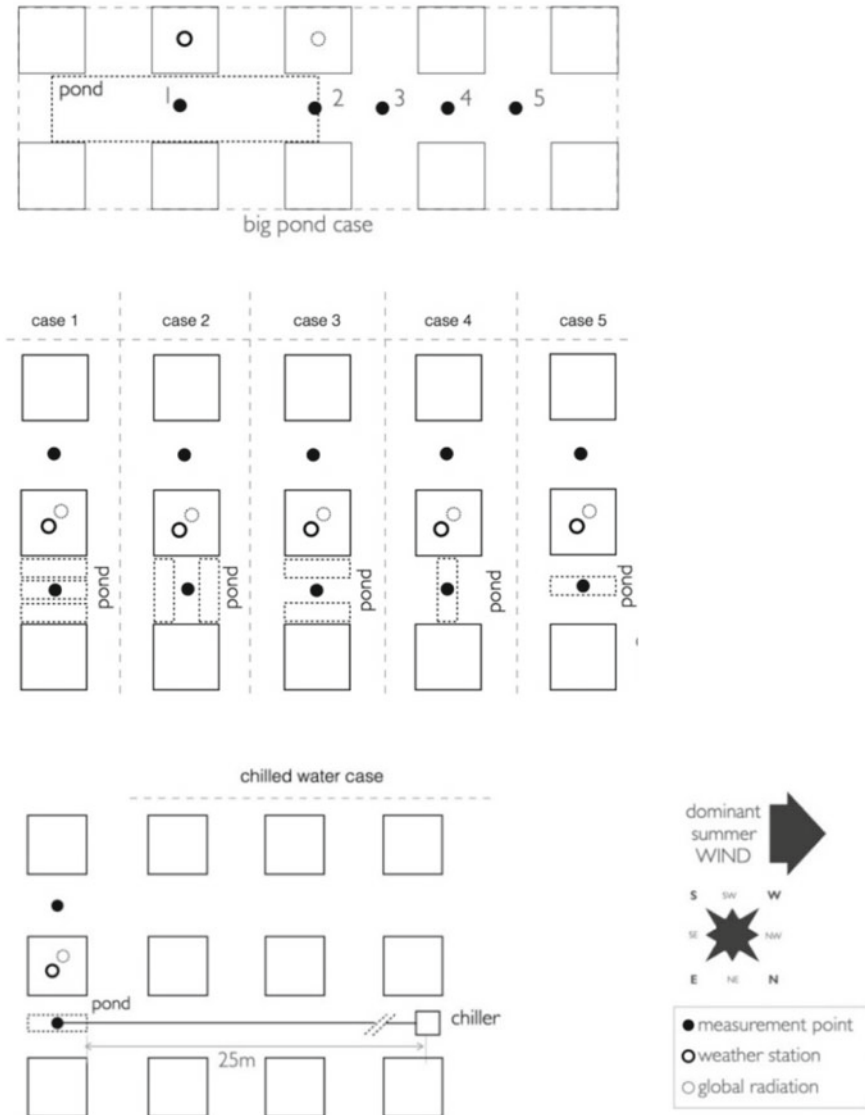 pond
1
2
3
4
5
big pond case
case 1
case 2
case 3
case 4
case 5
pond
pond
pond
pond
pond
chilled water case
pond
chiller
25m
dominant
summer
WIND
S SW W
SE NW
E NE N
measurement point
weather station
global radiation